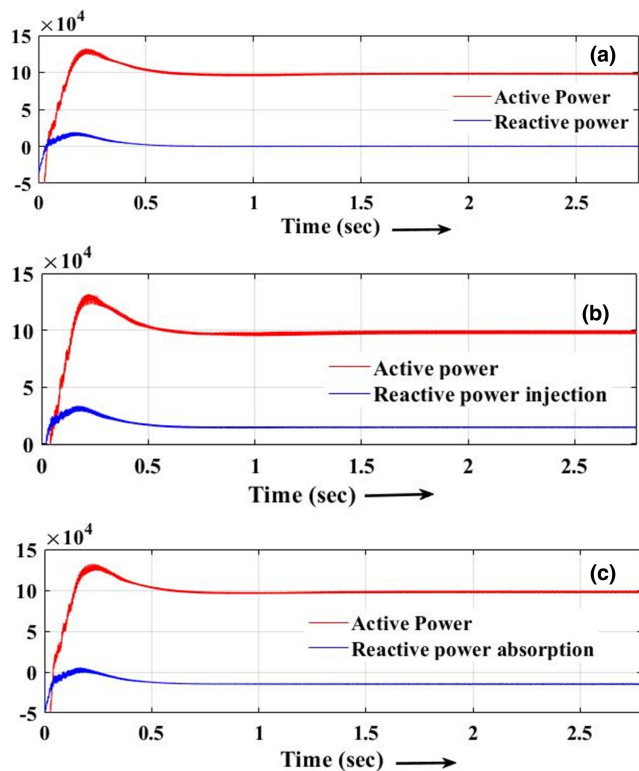 ×10⁴
15
(a)
10
Active Power
5
Reactive power
0
-5
0 0.5 1 1.5 2 2.5
Time (sec)
×10⁴
15
(b)
10
Active power
5
Reactive power injection
0
0 0.5 1 1.5 2 2.5
Time (sec)
×10⁴
15
(c)
10
5
Active Power
Reactive power absorption
0
-5
0 0.5 1 1.5 2 2.5
Time (sec)